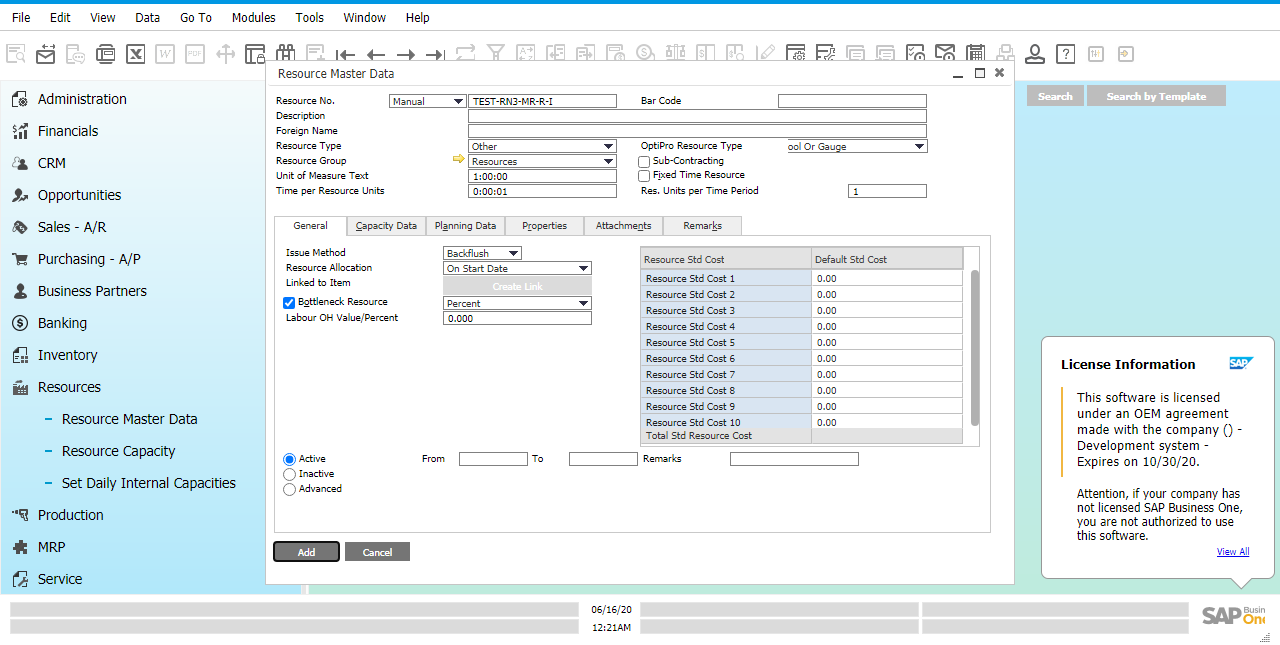 File Edit View Data Go To Modules Tools Window Help
Resource Master Data
Administration
Financials
CRM
Opportunities
Sales - A/R
Purchasing - A/P
Business Partners
Banking
Inventory
Resources
Resource Master Data
Resource Capacity
Set Daily Internal Capacities
Production
MRP
Service
Resource No. Manual TEST-RN3-MR-R-I Bar Code
Description
Foreign Name
Resource Type Other OptiPro Resource Type ool Or Gauge
Resource Group Resources Sub-Contracting
Unit of Measure Text 1:00:00 Fixed Time Resource
Time per Resource Units 0:00:01 Res. Units per Time Period 1
General Capacity Data Planning Data Properties Attachments Remarks
Issue Method Backflush
Resource Allocation On Start Date
Linked to Item Create Link
Bottleneck Resource Percent
Labour OH Value/Percent 0.000
Resource Std Cost Default Std Cost
Resource Std Cost 1 0.00
Resource Std Cost 2 0.00
Resource Std Cost 3 0.00
Resource Std Cost 4 0.00
Resource Std Cost 5 0.00
Resource Std Cost 6 0.00
Resource Std Cost 7 0.00
Resource Std Cost 8 0.00
Resource Std Cost 9 0.00
Resource Std Cost 10 0.00
Total Std Resource Cost
Active From To Remarks
Inactive
Advanced
Add Cancel
Search Search by Template
License Information SAP
This software is licensed
under an OEM agreement
made with the company () -
Development system -
Expires on 10/30/20.
Attention, if your company has
not licensed SAP Business One,
you are not authorized to use
this software.
View All
06/16/20
12:21AM
SAP Busin
One